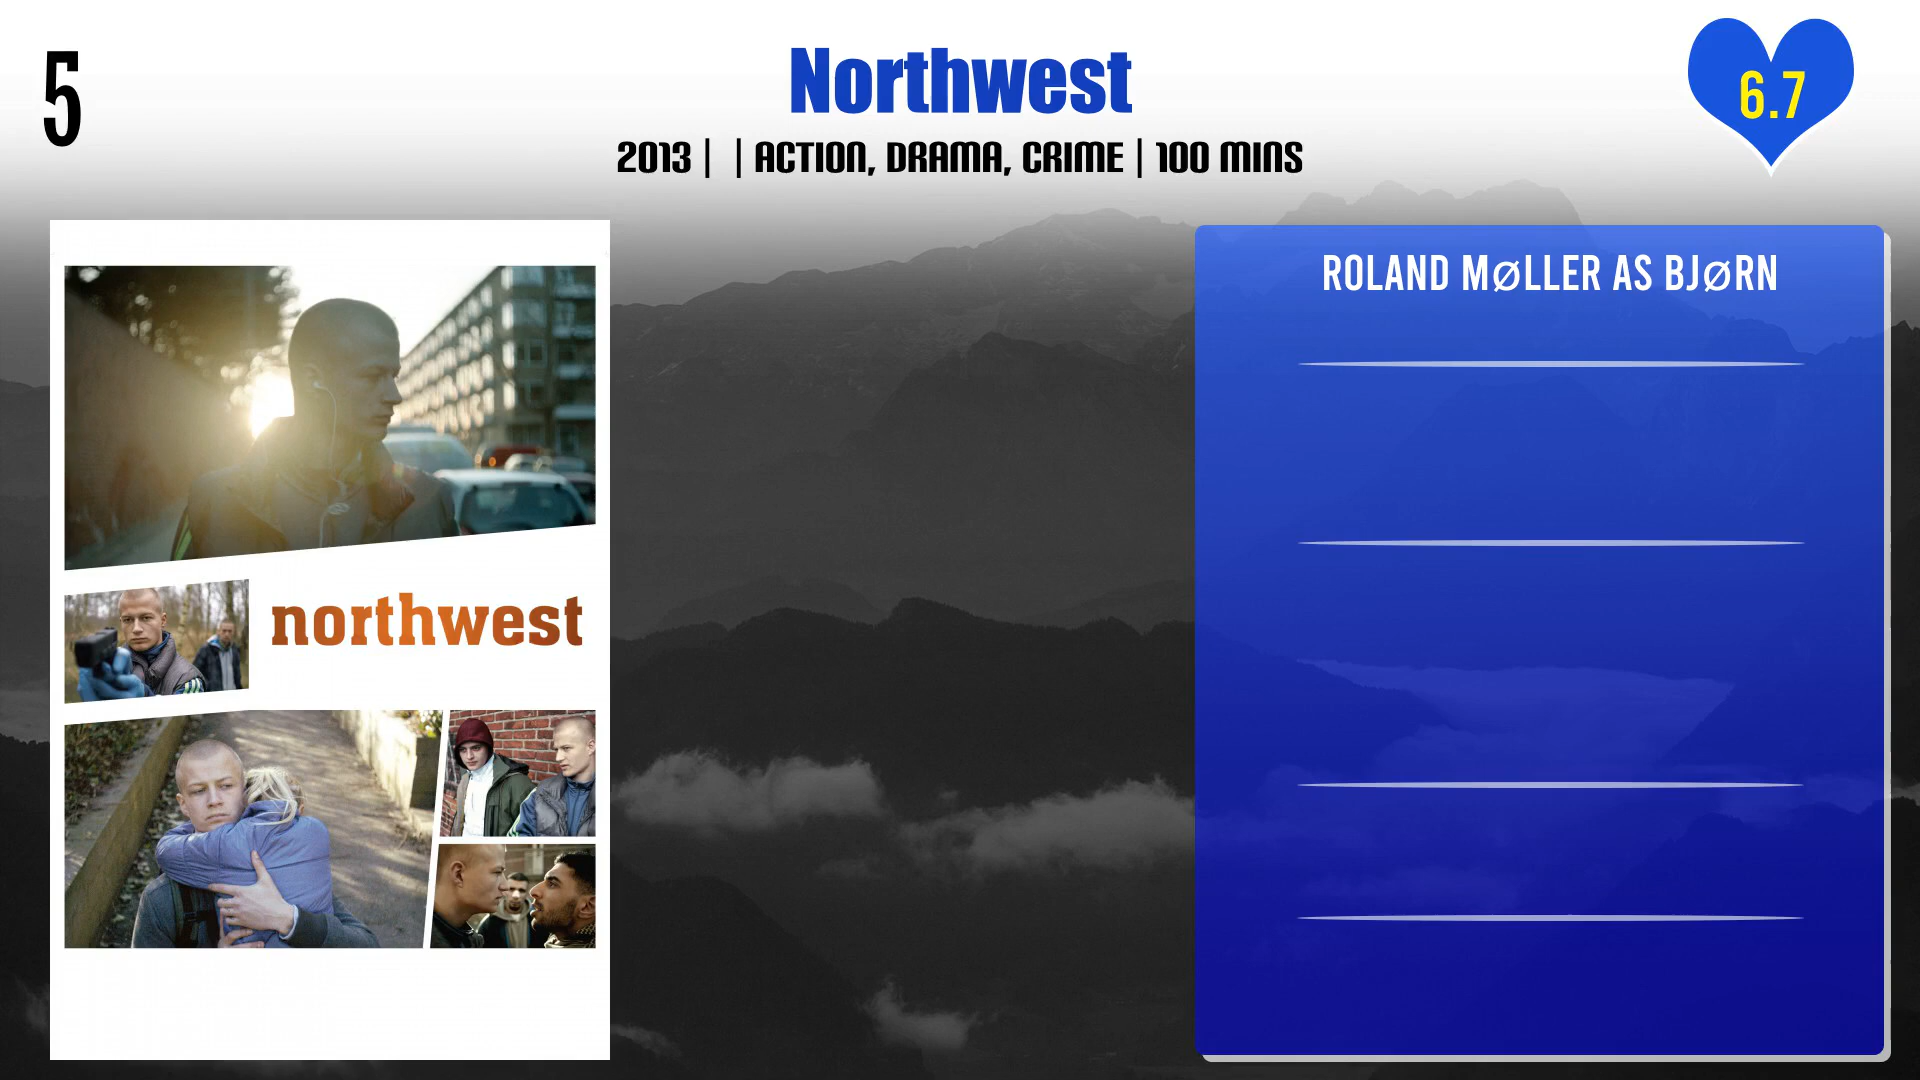 5
Northwest
6.7
2013 | | ACTION, DRAMA, CRIME | 100 MINS
northwest
ROLAND MØLLER AS BJØRN